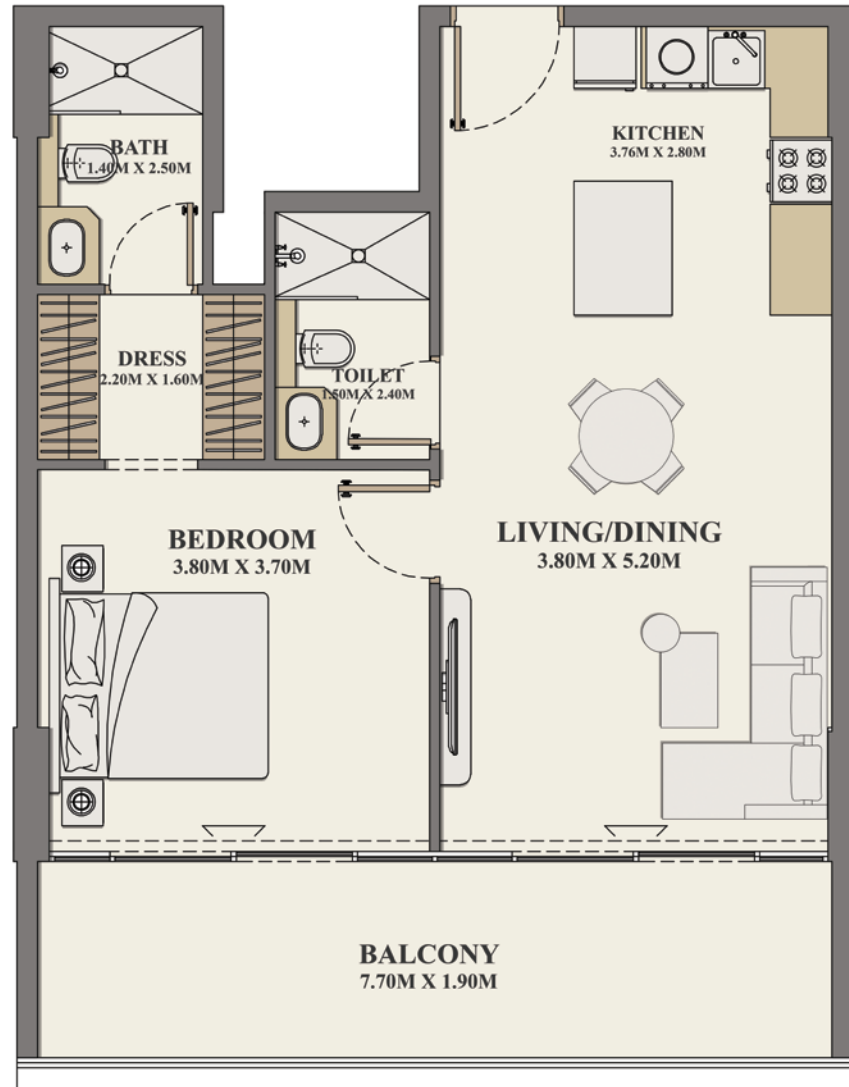 KITCHEN
3.76M X 2.80M
BATH
1.40M X 2.50M
DRESS
2.20M X 1.60M
TOILET
1.50M X 2.40M
BEDROOM
3.80M X 3.70M
LIVING/DINING
3.80M X 5.20M
BALCONY
7.70M X 1.90M